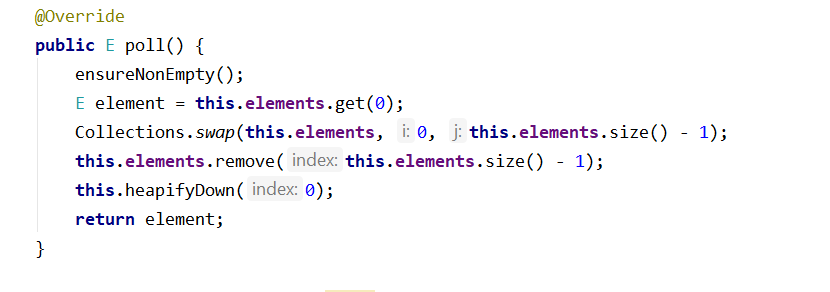 @Override
public E poll() {
    ensureNonEmpty();
    E element = this.elements.get(0);
    Collections.swap(this.elements, i: 0, j: this.elements.size() - 1);
    this.elements.remove( index: this.elements.size() - 1);
    this.heapifyDown( index: 0);
    return element;
}